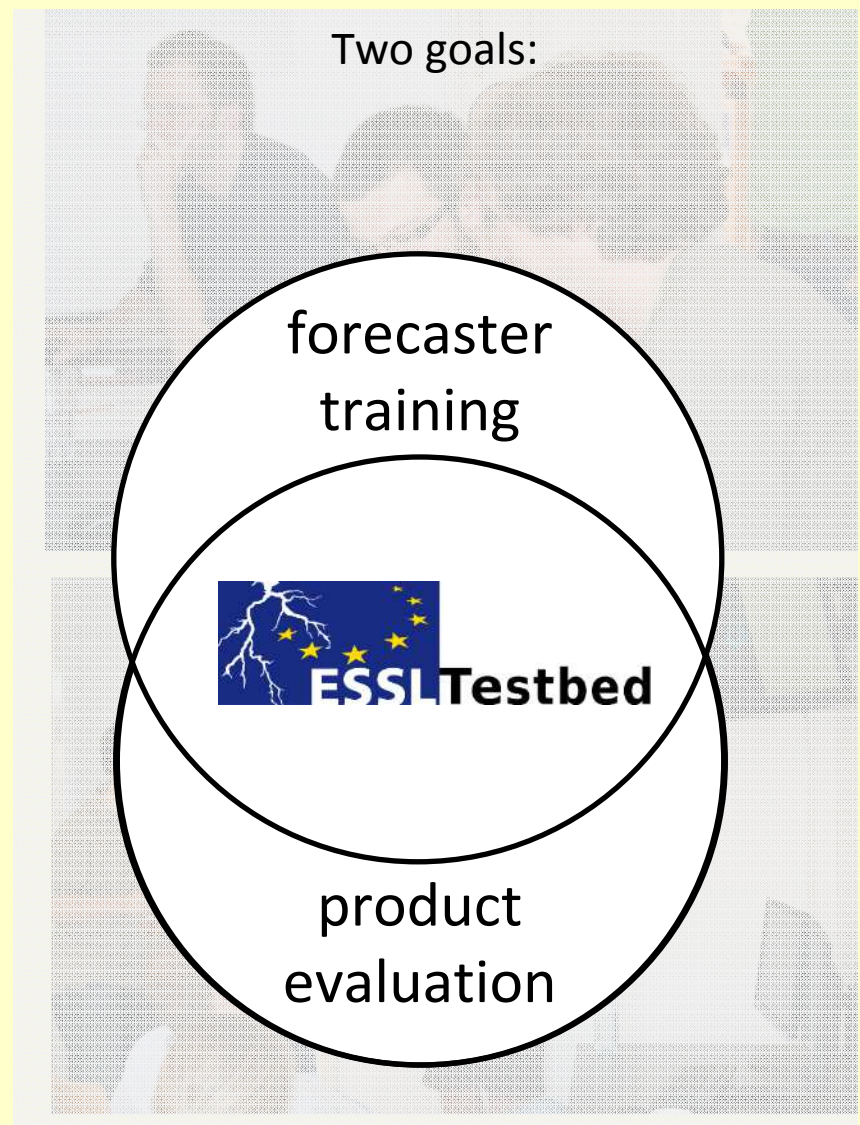 Two goals:
forecaster
training
ESSLTestbed
product
evaluation